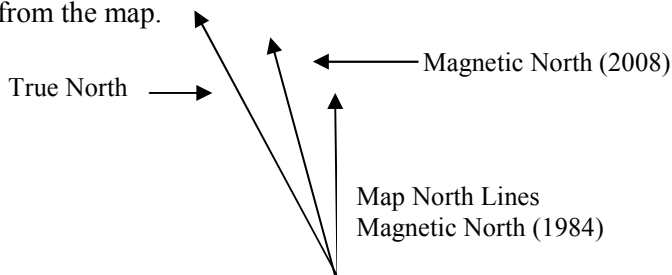 from the map.
Magnetic North (2008)
True North
Map North Lines
Magnetic North (1984)